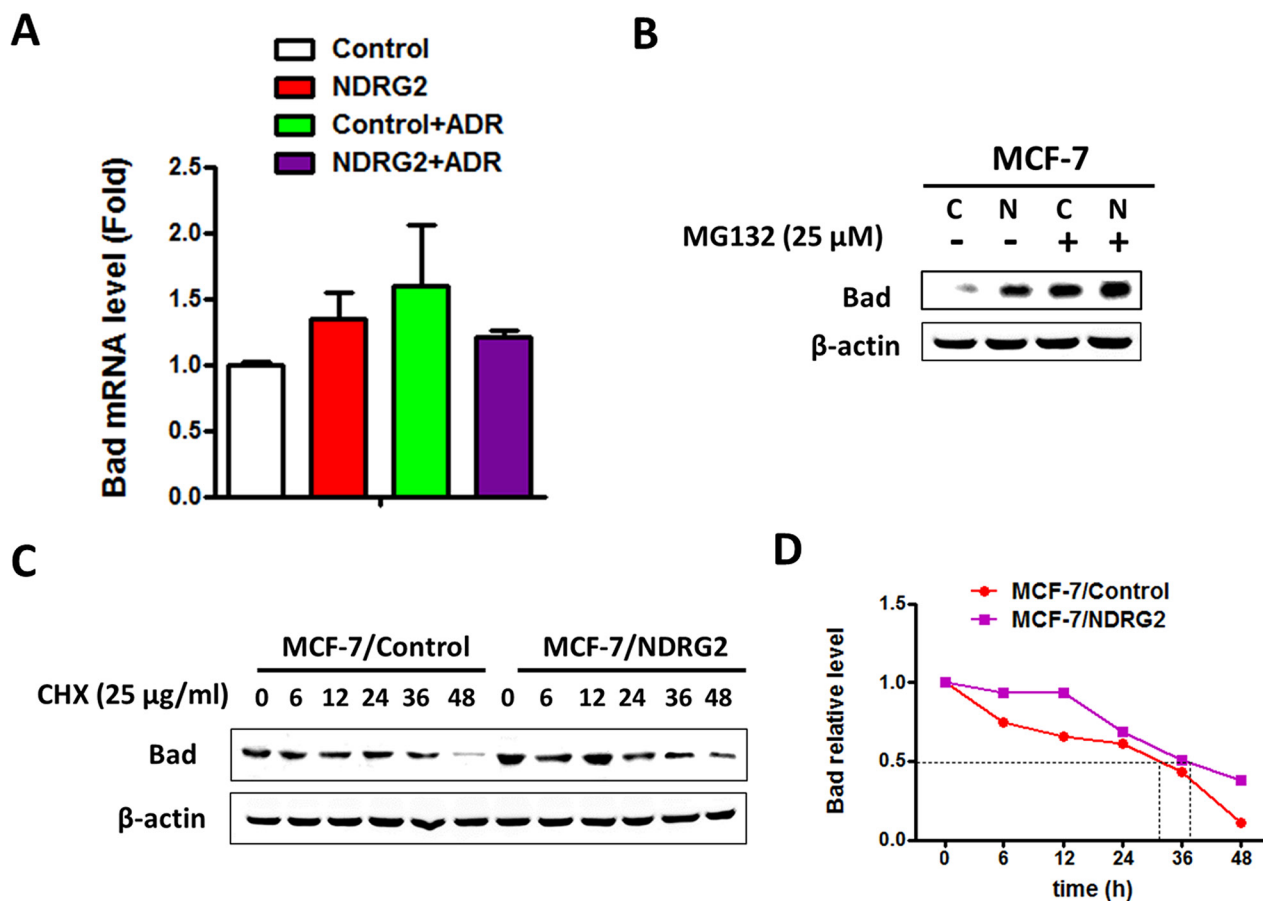 A
Control
NDRG2
Control+ADR
NDRG2+ADR
Bad mRNA level (Fold)
2.5
2.0
1.5
1.0
0.5
0.0
B
MCF-7
C N C N
MG132 (25 µM) - - + +
Bad
β-actin
C
MCF-7/Control MCF-7/NDRG2
CHX (25 µg/ml) 0 6 12 24 36 48 0 6 12 24 36 48
Bad
β-actin
D
MCF-7/Control
MCF-7/NDRG2
Bad relative level
1.5
1.0
0.5
0.0
0 6 12 24 36 48
time (h)